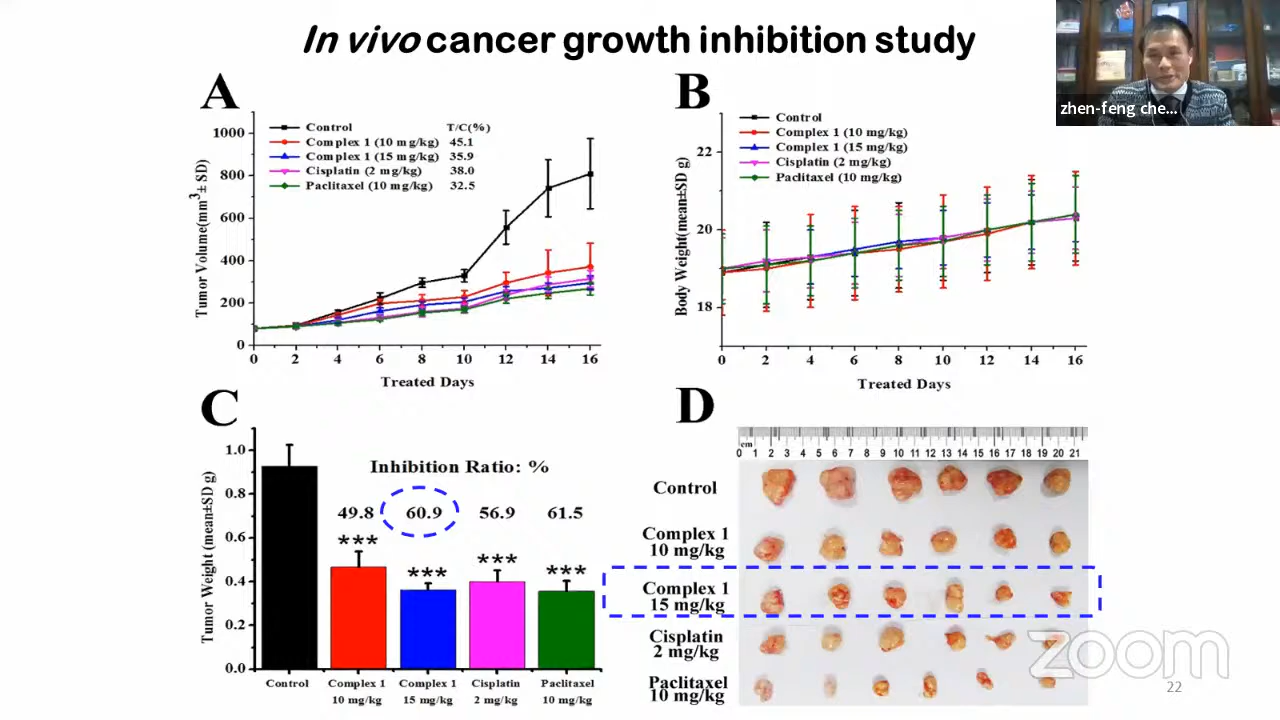 In vivo cancer growth inhibition study
zhen-feng che...
A
Tumor Volume(mm3± SD)
1000
800
600
400
200
0
Control T/C(%)
Complex 1 (10 mg/kg) 45.1
Complex 1 (15 mg/kg) 35.9
Cisplatin (2 mg/kg) 38.0
Paclitaxel (10 mg/kg) 32.5
0 2 4 6 8 10 12 14 16
Treated Days
B
Body Weight(mean±SD g)
22
20
18
Control
Complex 1 (10 mg/kg)
Complex 1 (15 mg/kg)
Cisplatin (2 mg/kg)
Paclitaxel (10 mg/kg)
0 2 4 6 8 10 12 14 16
Treated Days
C
Tumor Weight (mean±SD g)
1.0
0.8
0.6
0.4
0.2
0.0
Inhibition Ratio: %
49.8 60.9 56.9 61.5
*** *** *** ***
Control Complex 1 Complex 1 Cisplatin Paclitaxel
10 mg/kg 15 mg/kg 2 mg/kg 10 mg/kg
D
cm
0 1 2 3 4 5 6 7 8 9 10 11 12 13 14 15 16 17 18 19 20 21
Control
Complex 1
10 mg/kg
Complex 1
15 mg/kg
Cisplatin
2 mg/kg
Paclitaxel
10 mg/kg
zoom
22